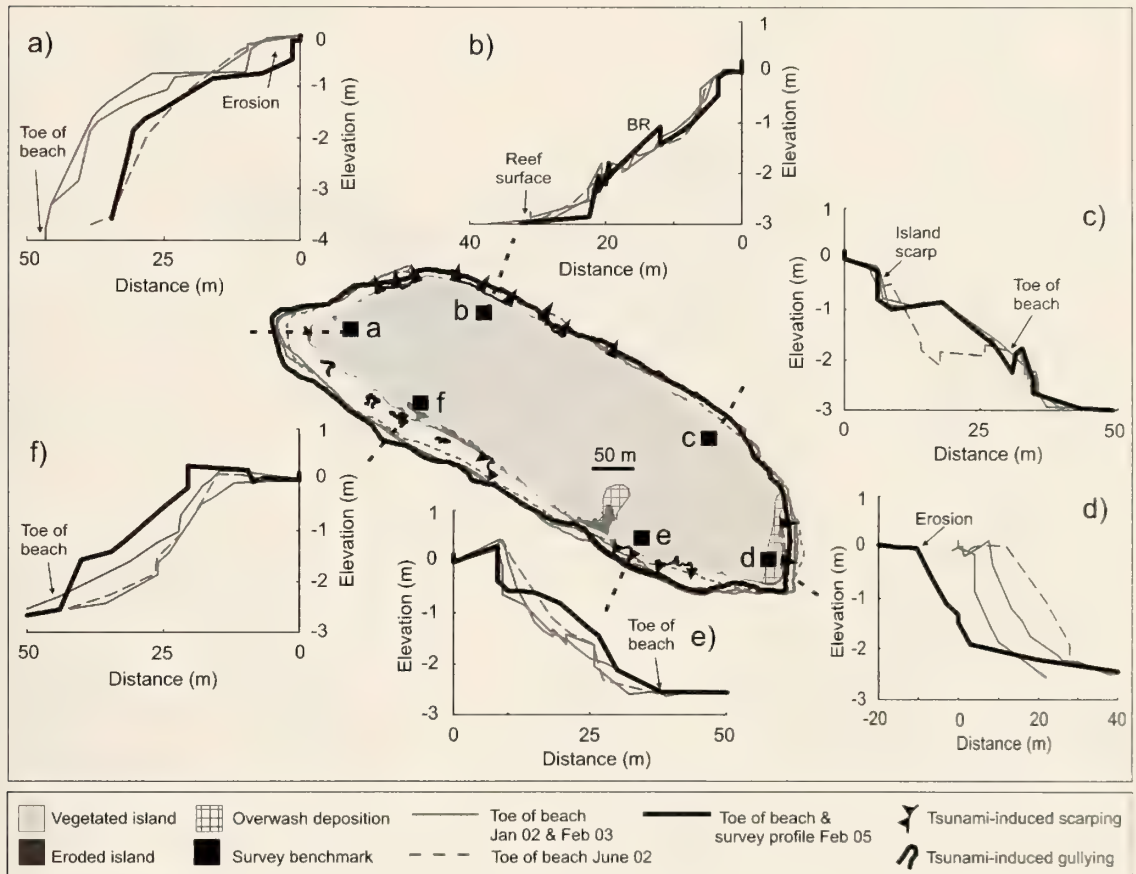 a)
0
-1
-2
-3
-4
Elevation (m)
Erosion
Toe of
beach
50
25
0
Distance (m)
b)
1
0
-1
-2
-3
Elevation (m)
BR
Reef
surface
40
20
0
Distance (m)
c)
1
0
-1
-2
-3
Elevation (m)
Island
scarp
Toe of
beach
0
25
50
Distance (m)
a
b
c
d
e
f
50 m
f)
1
0
-1
-2
-3
Elevation (m)
Toe of
beach
50
25
0
Distance (m)
e)
1
0
-1
-2
-3
Elevation (m)
Toe of
beach
0
25
50
Distance (m)
d)
1
0
-1
-2
-3
Elevation (m)
Erosion
-20
0
20
40
Distance (m)
Vegetated island
Eroded island
Overwash deposition
Survey benchmark
Toe of beach
Jan 02 & Feb 03
Toe of beach June 02
Toe of beach &
survey profile Feb 05
Tsunami-induced scarping
Tsunami-induced gullying